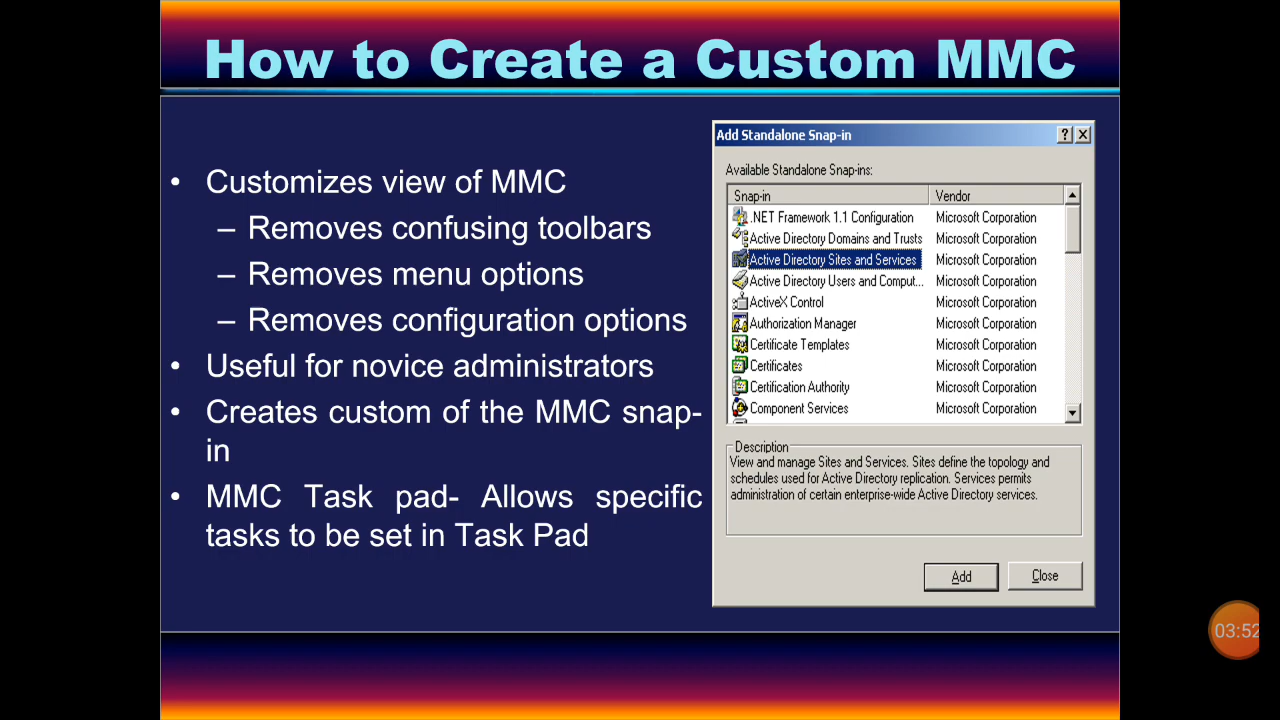 How to Create a Custom MMC
• Customizes view of MMC
– Removes confusing toolbars
– Removes menu options
– Removes configuration options
• Useful for novice administrators
• Creates custom of the MMC snap-
in
• MMC Task pad- Allows specific
tasks to be set in Task Pad
Add Standalone Snap-in
Available Standalone Snap-ins:
Snap-in Vendor
.NET Framework 1.1 Configuration Microsoft Corporation
Active Directory Domains and Trusts Microsoft Corporation
Active Directory Sites and Services Microsoft Corporation
Active Directory Users and Comput... Microsoft Corporation
ActiveX Control Microsoft Corporation
Authorization Manager Microsoft Corporation
Certificate Templates Microsoft Corporation
Certificates Microsoft Corporation
Certification Authority Microsoft Corporation
Component Services Microsoft Corporation
Description
View and manage Sites and Services. Sites define the topology and
schedules used for Active Directory replication. Services permits
administration of certain enterprise-wide Active Directory services.
Add Close
03:52